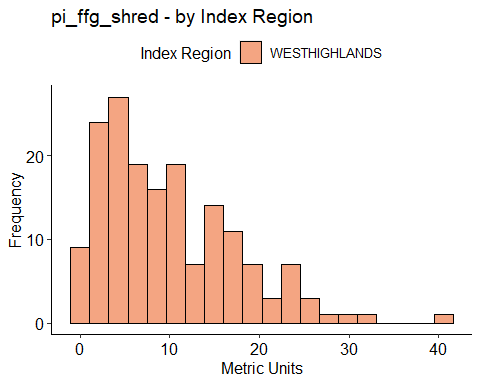 pi_ffg_shred - by Index Region
Index Region WESTHIGHLANDS
20
10
0
Frequency
0 10 20 30 40
Metric Units